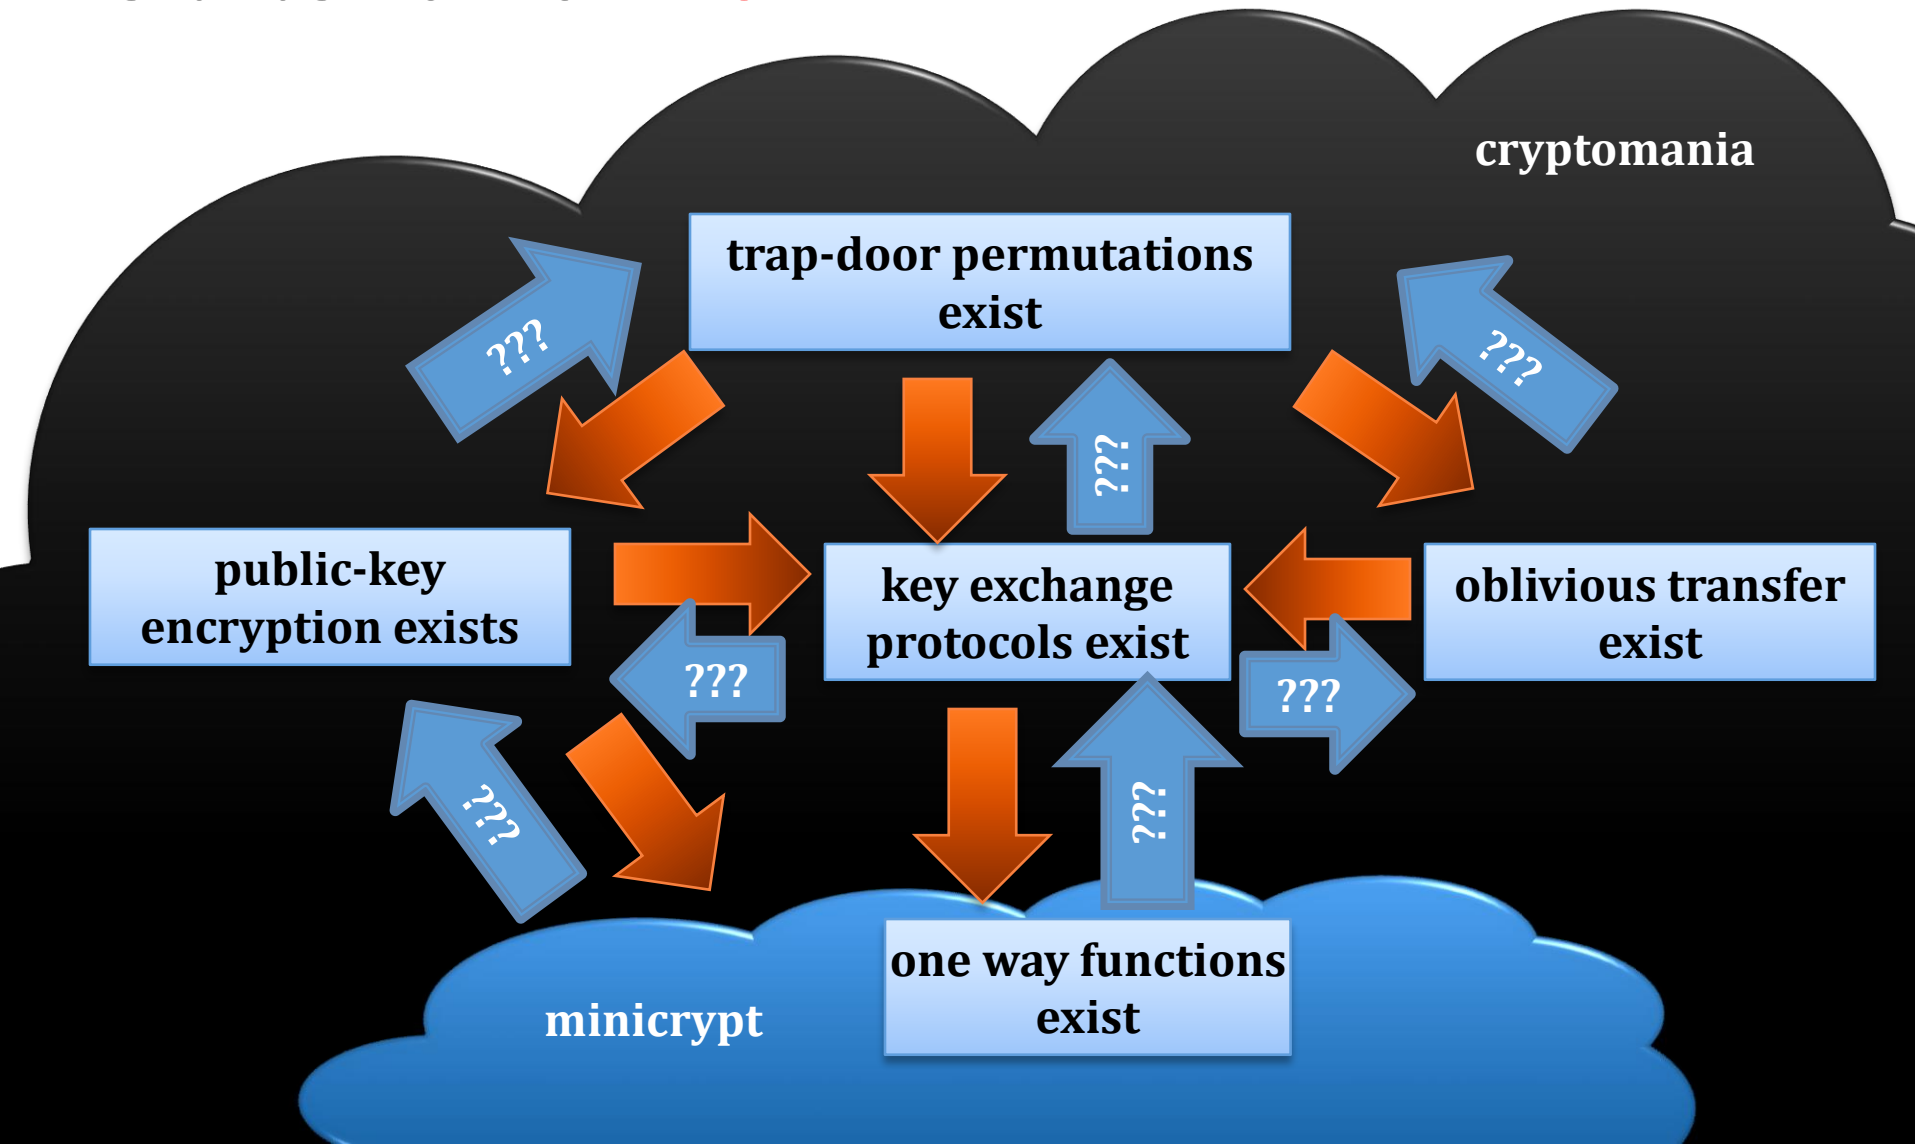 cryptomania
trap-door permutations
exist
???
???
???
public-key
encryption exists
key exchange
protocols exist
oblivious transfer
exist
???
???
???
???
one way functions
exist
minicrypt